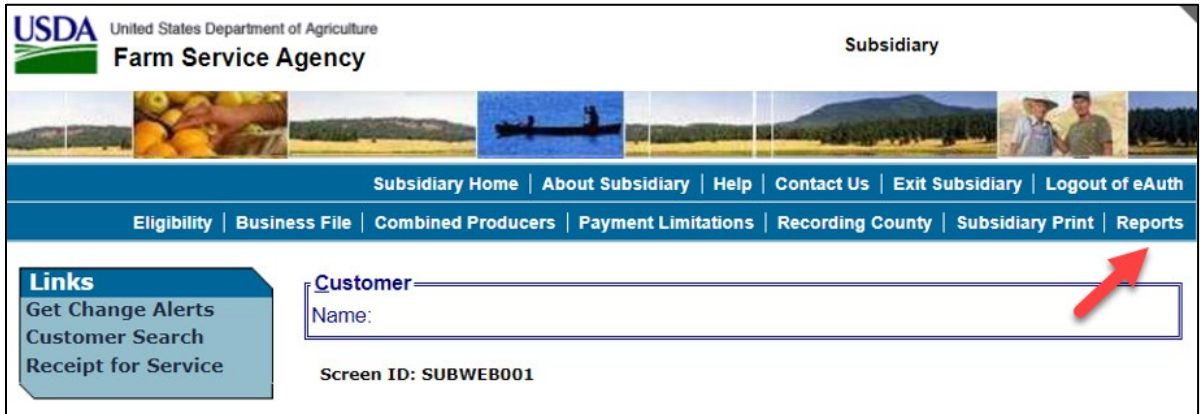 USDA
United States Department of Agriculture
Farm Service Agency
Subsidiary
Subsidiary Home | About Subsidiary | Help | Contact Us | Exit Subsidiary | Logout of eAuth
Eligibility | Business File | Combined Producers | Payment Limitations | Recording County | Subsidiary Print | Reports
Links
Get Change Alerts
Customer Search
Receipt for Service
Customer
Name:
Screen ID: SUBWEB001